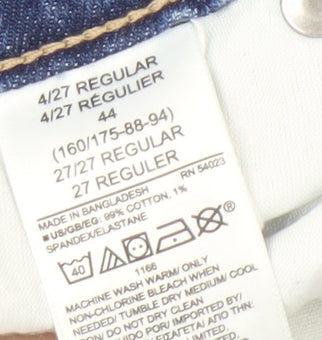 4/27 REGULAR
4/27 RÉGULIER
44
(160/175-88-94)
27/27 REGULAR
27 REGULER
RN 54023
MADE IN BANGLADESH
■US/GB/EG: 99% COTTON, 1%
SPANDEX/ELASTANE
40
®
1166
MACHINE WASH WARM/ ONLY
NON-CHLORINE BLEACH WHEN
NEEDED/ TUMBLE DRY MEDIUM/ COOL
IRON/ DO NOT DRY CLEAN